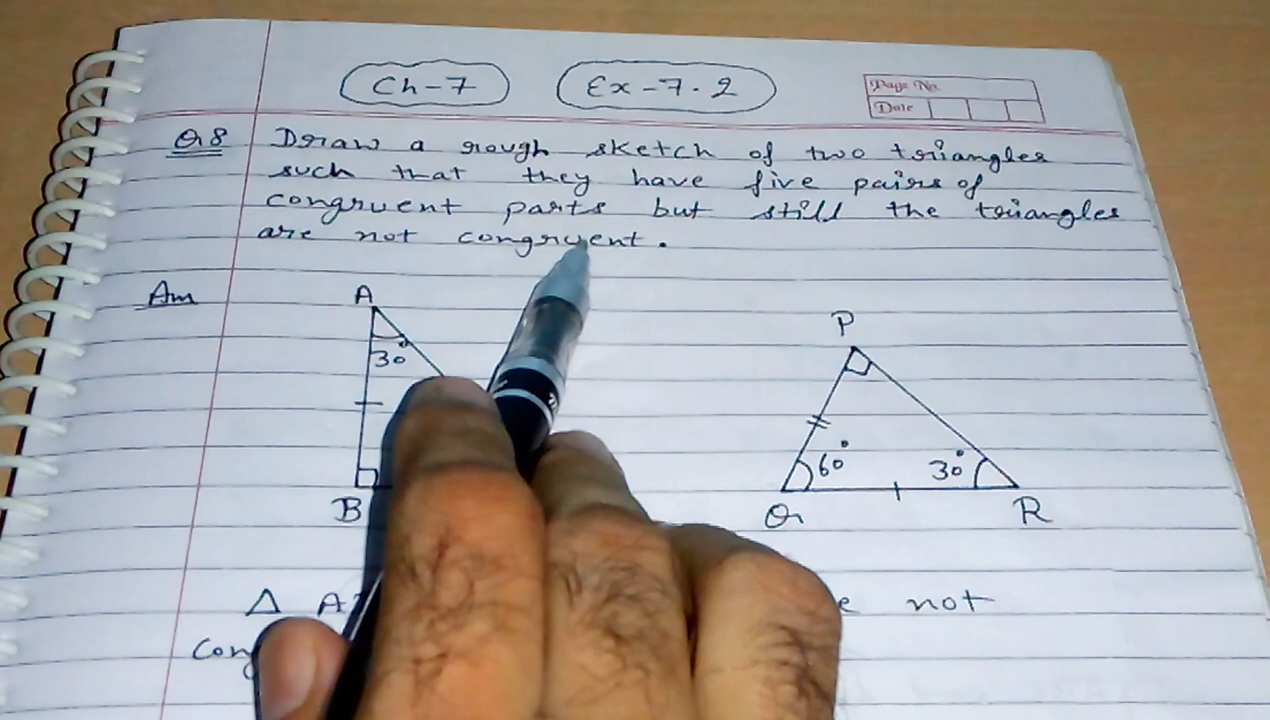 Ch-7 Ex-7.2
Page No.
Date
Q8 Draw a rough sketch of two triangles
such that they have five pairs of
congruent parts but still the triangles
are not congruent.
Ans
A
P
30
60°
30°
B
Q
R
Δ A
not
Con